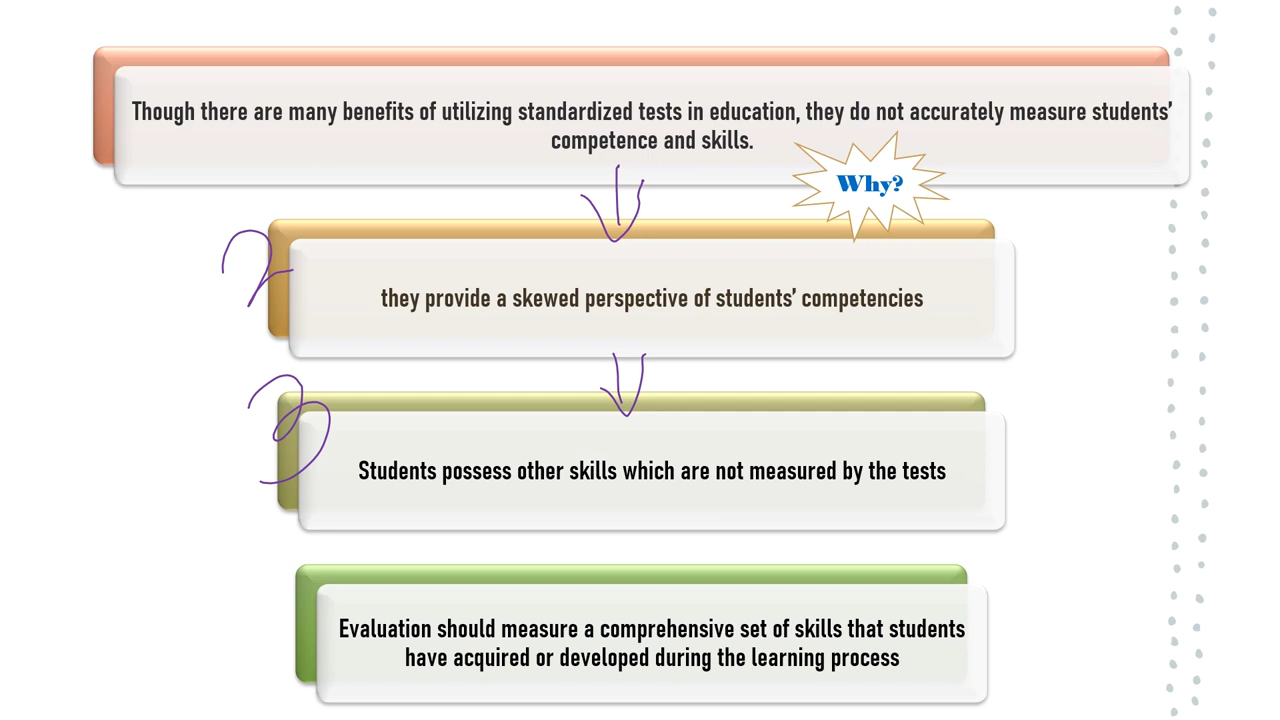 Though there are many benefits of utilizing standardized tests in education, they do not accurately measure students'
competence and skills.
Why?
2
they provide a skewed perspective of students' competencies
3
Students possess other skills which are not measured by the tests
Evaluation should measure a comprehensive set of skills that students
have acquired or developed during the learning process